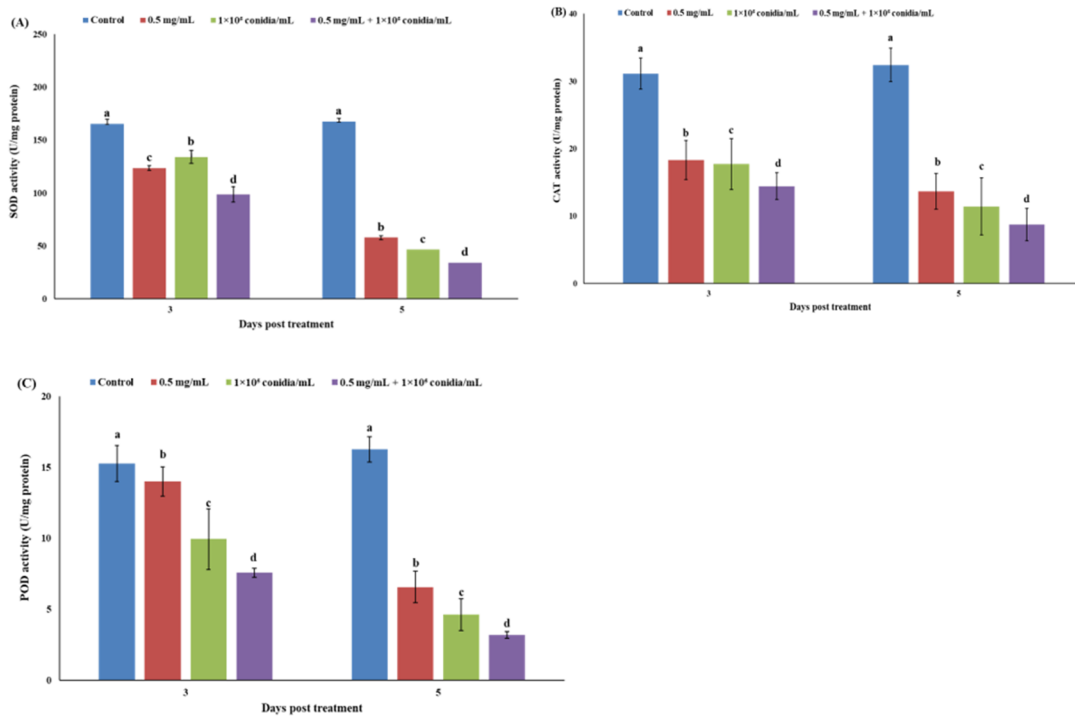 (A)
Control 0.5 mg/mL 1×10⁸ conidia/mL 0.5 mg/mL + 1×10⁸ conidia/mL
SOD activity (U/mg protein)
250
200
150
100
50
0
a c b d a b c d
3 5
Days post treatment
(B)
Control 0.5 mg/mL 1×10⁸ conidia/mL 0.5 mg/mL + 1×10⁸ conidia/mL
CAT activity (U/mg protein)
40
30
20
10
0
a b c d a b c d
3 5
Days post treatment
(C)
Control 0.5 mg/mL 1×10⁸ conidia/mL 0.5 mg/mL + 1×10⁸ conidia/mL
POD activity (U/mg protein)
20
15
10
5
0
a b c d a b c d
3 5
Days post treatment